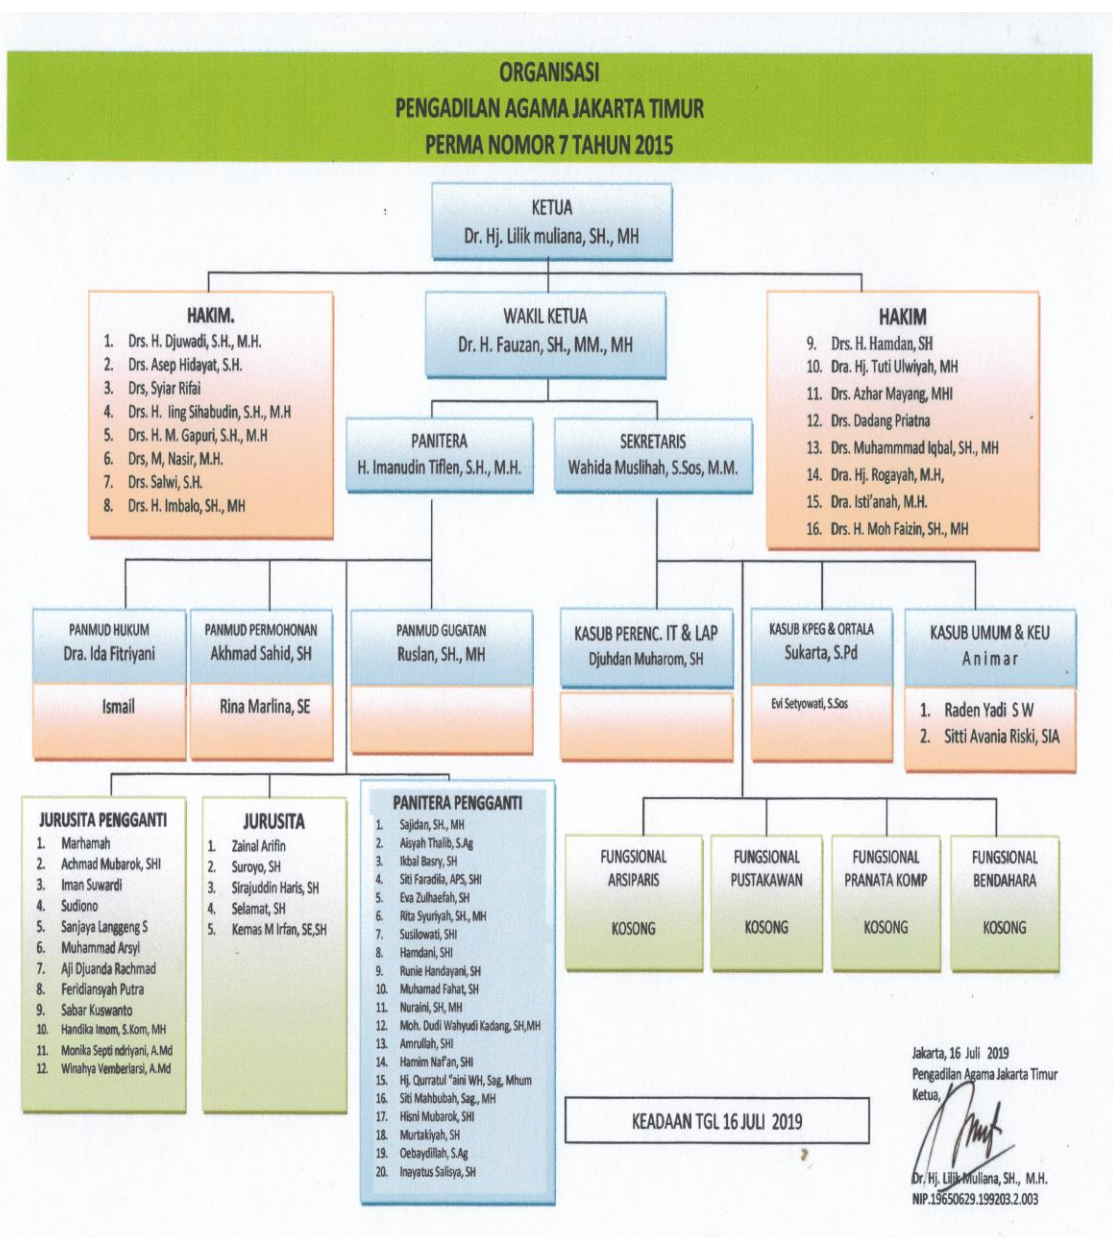 ORGANISASI
PENGADILAN AGAMA JAKARTA TIMUR
PERMA NOMOR 7 TAHUN 2015
KETUA
Dr. Hj. Lilik muliana, SH., MH
HAKIM.
1. Drs. H. Djuwadi, S.H., M.H.
2. Drs. Asep Hidayat, S.H.
3. Drs, Syiar Rifai
4. Drs. H. Iing Sihabudin, S.H., M.H
5. Drs. H. M. Gapuri, S.H., M.H
6. Drs, M, Nasir, M.H.
7. Drs. Salwi, S.H.
8. Drs. H. Imbalo, SH., MH
WAKIL KETUA
Dr. H. Fauzan, SH., MM., MH
HAKIM
9. Drs. H. Hamdan, SH
10. Dra. Hj. Tuti Ulwiyah, MH
11. Drs. Azhar Mayang, MHI
12. Drs. Dadang Priatna
13. Drs. Muhammmad Iqbal, SH., MH
14. Dra. Hj. Rogayah, M.H,
15. Dra. Isti'anah, M.H.
16. Drs. H. Moh Faizin, SH., MH
PANITERA
H. Imanudin Tiflen, S.H., M.H.
SEKRETARIS
Wahida Muslihah, S.Sos, M.M.
PANMUD HUKUM
Dra. Ida Fitriyani
Ismail
PANMUD PERMOHONAN
Akhmad Sahid, SH
Rina Marlina, SE
PANMUD GUGATAN
Ruslan, SH., MH
KASUB PERENC. IT & LAP
Djuhdan Muharom, SH
KASUB KPEG & ORTALA
Sukarta, S.Pd
Evi Setyowati, S.Sos
KASUB UMUM & KEU
Animar
1. Raden Yadi S W
2. Sitti Avania Riski, SIA
JURUSITA PENGGANTI
1. Marhamah
2. Achmad Mubarok, SHI
3. Iman Suwardi
4. Sudiono
5. Sanjaya Langgeng S
6. Muhammad Arsyl
7. Aji Djuanda Rachmad
8. Feridiansyah Putra
9. Sabar Kuswanto
10. Handika Imom, S.Kom, MH
11. Monika Septi ndriyani, A.Md
12. Winahya Vemberiarsi, A.Md
JURUSITA
1. Zainal Arifin
2. Suroyo, SH
3. Sirajuddin Haris, SH
4. Selamat, SH
5. Kemas M Irfan, SE,SH
PANITERA PENGGANTI
1. Sajidan, SH., MH
2. Aisyah Thalib, S.Ag
3. Ikbal Basry, SH
4. Siti Faradila, APS, SHI
5. Eva Zulhaefah, SH
6. Rita Syuriyah, SH., MH
7. Susilowati, SHI
8. Hamdani, SHI
9. Runie Handayani, SH
10. Muhamad Fahat, SH
11. Nuraini, SH, MH
12. Moh. Dudi Wahyudi Kadang, SH,MH
13. Amrullah, SHI
14. Hamim Naf'an, SHI
15. Hj. Qurratul "aini WH, Sag, Mhum
16. Siti Mahbubah, Sag., MH
17. Hisni Mubarok, SHI
18. Murtakiyah, SH
19. Oebaydillah, S.Ag
20. Inayatus Salisya, SH
FUNGSIONAL
ARSIPARIS
KOSONG
FUNGSIONAL
PUSTAKAWAN
KOSONG
FUNGSIONAL
PRANATA KOMP
KOSONG
FUNGSIONAL
BENDAHARA
KOSONG
KEADAAN TGL 16 JULI 2019
Jakarta, 16 Juli 2019
Pengadilan Agama Jakarta Timur
Ketua,
Dr. Hj. Lilik Muliana, SH., M.H.
NIP.19650629.199203.2.003